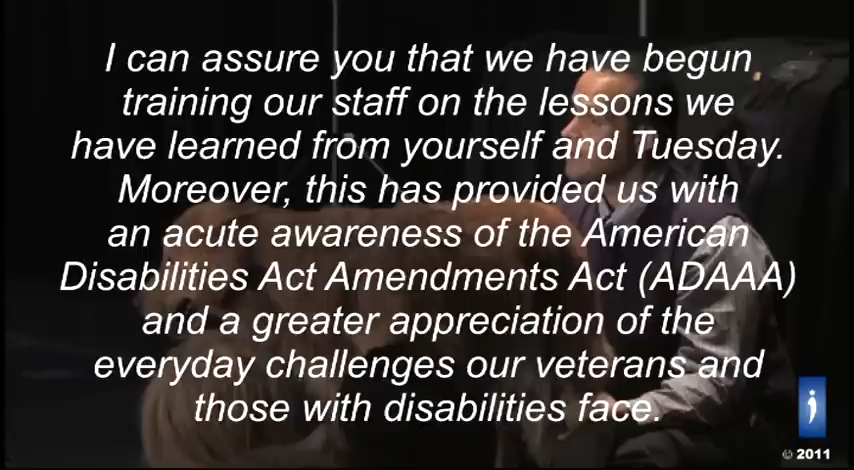 I can assure you that we have begun
training our staff on the lessons we
have learned from yourself and Tuesday.
Moreover, this has provided us with
an acute awareness of the American
Disabilities Act Amendments Act (ADAAA)
and a greater appreciation of the
everyday challenges our veterans and
those with disabilities face.
© 2011